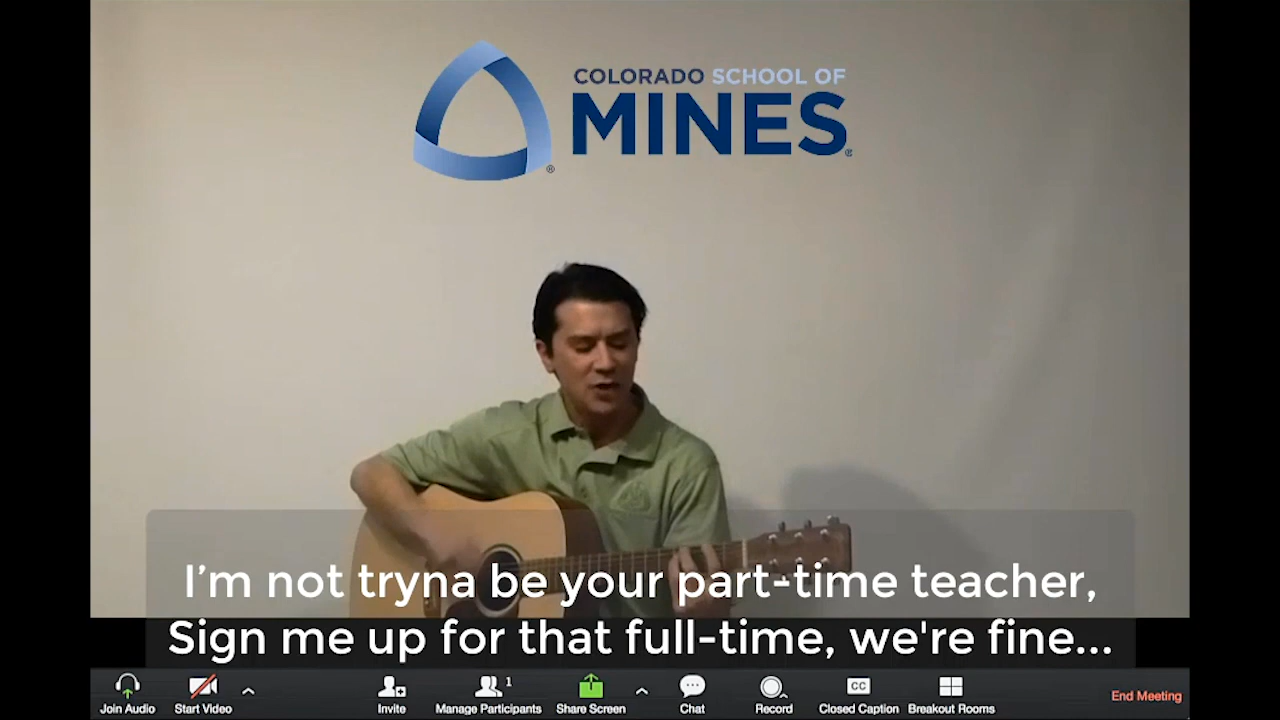 COLORADO SCHOOL OF
MINES
®
®
I’m not tryna be your part-time teacher,
Sign me up for that full-time, we're fine...
1
CC
Join Audio Start Video Invite Manage Participants Share Screen Chat Record Closed Caption Breakout Rooms End Meeting